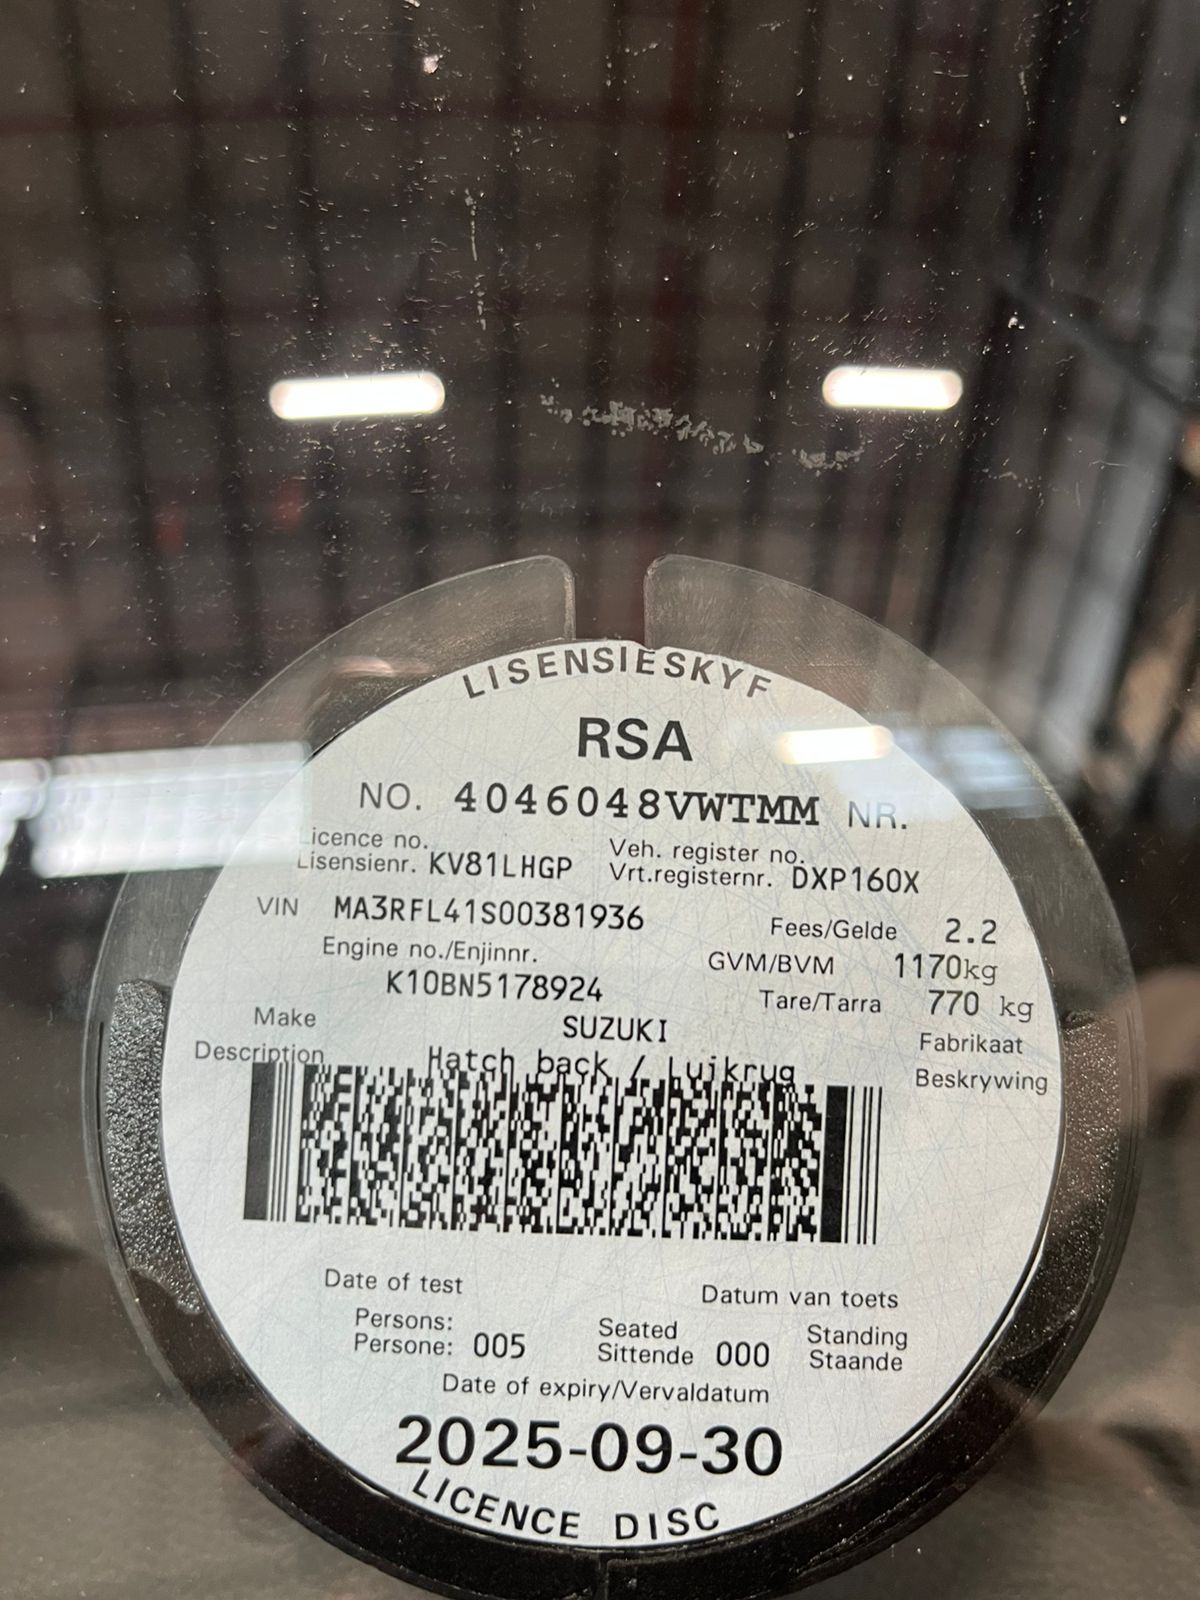 LISENSIESKYF
RSA
NO. 4046048VWTMM NR.
Licence no.
Lisensienr. KV81LHGP
Veh. register no.
Vrt.registernr. DXP160X
VIN MA3RFL41S00381936
Fees/Gelde 2.2
Engine no./Enjinnr.
K10BN5178924
GVM/BVM 1170kg
Tare/Tarra 770 kg
Make SUZUKI Fabrikaat
Description Hatch back / Luikrug Beskrywing
Date of test Datum van toets
Persons:
Persone: 005
Seated
Sittende 000
Standing
Staande
Date of expiry/Vervaldatum
2025-09-30
LICENCE DISC